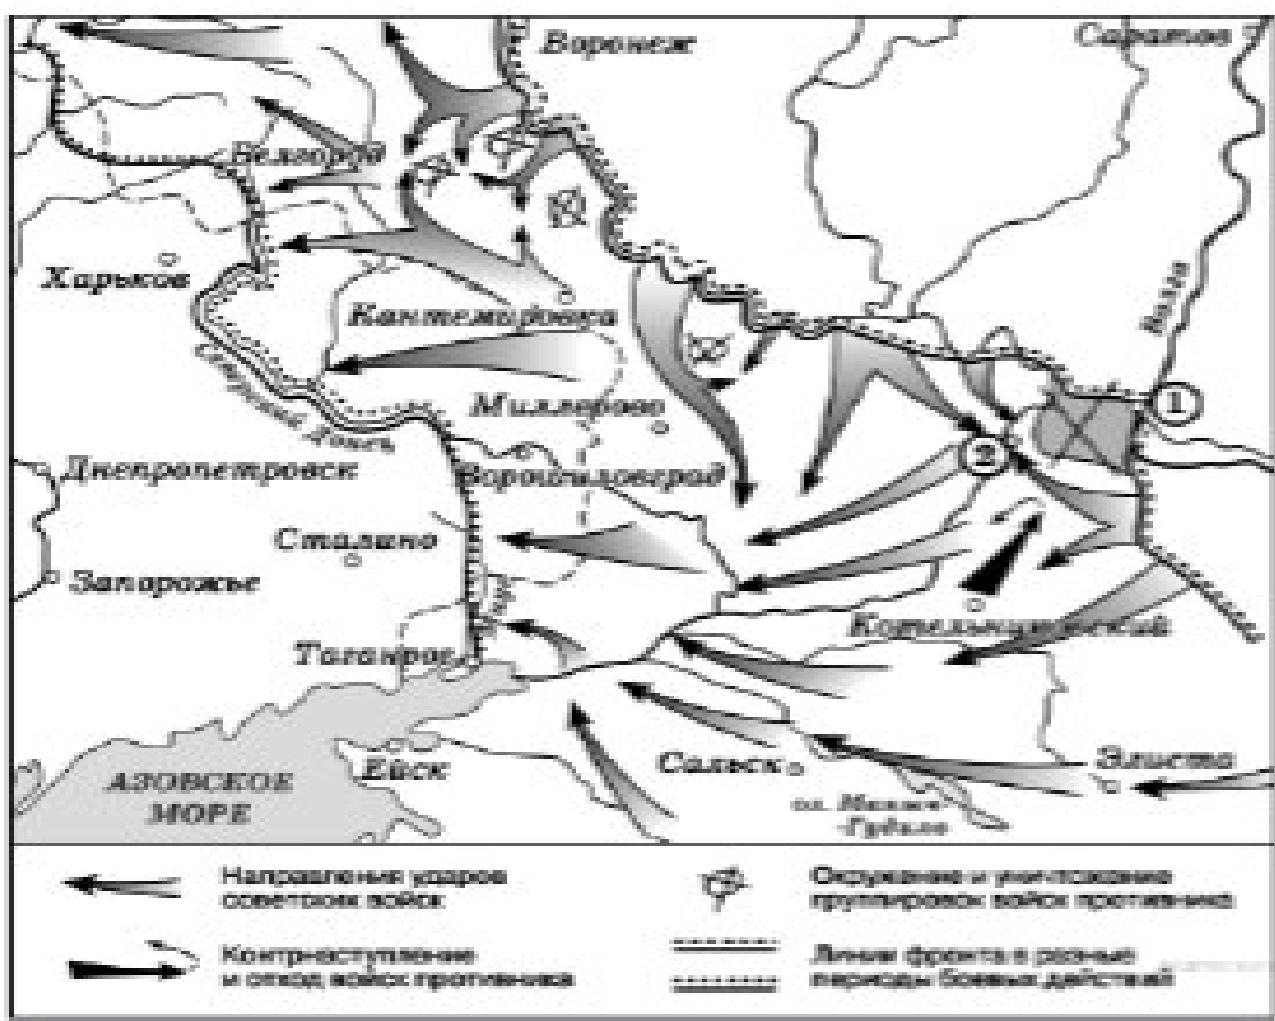 Воронеж
Саратов
Белгород
Волга
Харьков
Кантемировка
Северский Донец
Миллерово
1
Днепропетровск
Ворошиловград
2
Сталино
Запорожье
Котельниковский
Таганрог
Ейск
Сальск
Элиста
АЗОВСКОЕ
МОРЕ
оз. Маныч-
-Гудило
Направления ударов
советских войск
Окружение и уничтожение
группировок войск противника
Контрнаступление
и отход войск противника
Линии фронта в разные
периоды боевых действий